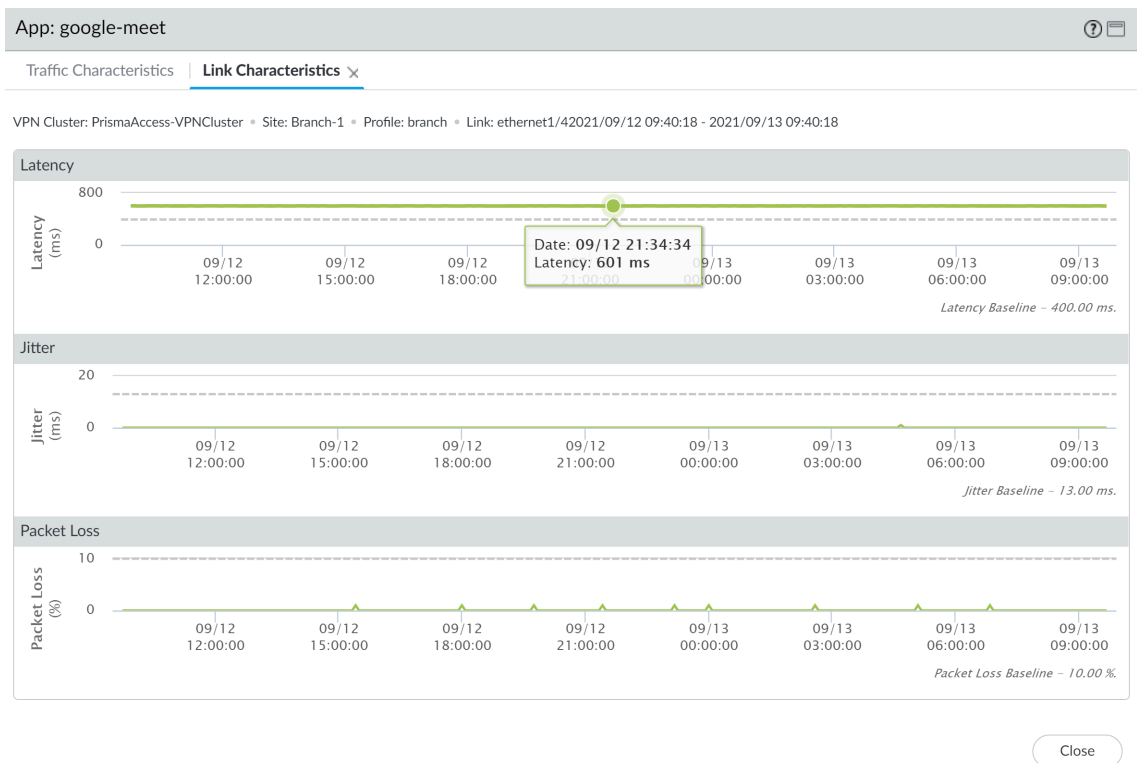 App: google-meet
Traffic Characteristics Link Characteristics
VPN Cluster: PrismaAccess-VPNCluster • Site: Branch-1 • Profile: branch • Link: ethernet1/42021/09/12 09:40:18 - 2021/09/13 09:40:18
Latency
800
Latency
(ms)
0
Date: 09/12 21:34:34
Latency: 601 ms
09/12 09/12 09/12 9/13 09/13 09/13 09/13
12:00:00 15:00:00 18:00:00 21:00:00 00:00:00 03:00:00 06:00:00 09:00:00
Latency Baseline – 400.00 ms.
Jitter
20
Jitter
(ms)
0
09/12 09/12 09/12 09/12 09/13 09/13 09/13 09/13
12:00:00 15:00:00 18:00:00 21:00:00 00:00:00 03:00:00 06:00:00 09:00:00
Jitter Baseline – 13.00 ms.
Packet Loss
10
Packet Loss
(%)
0
09/12 09/12 09/12 09/12 09/13 09/13 09/13 09/13
12:00:00 15:00:00 18:00:00 21:00:00 00:00:00 03:00:00 06:00:00 09:00:00
Packet Loss Baseline – 10.00 %.
Close